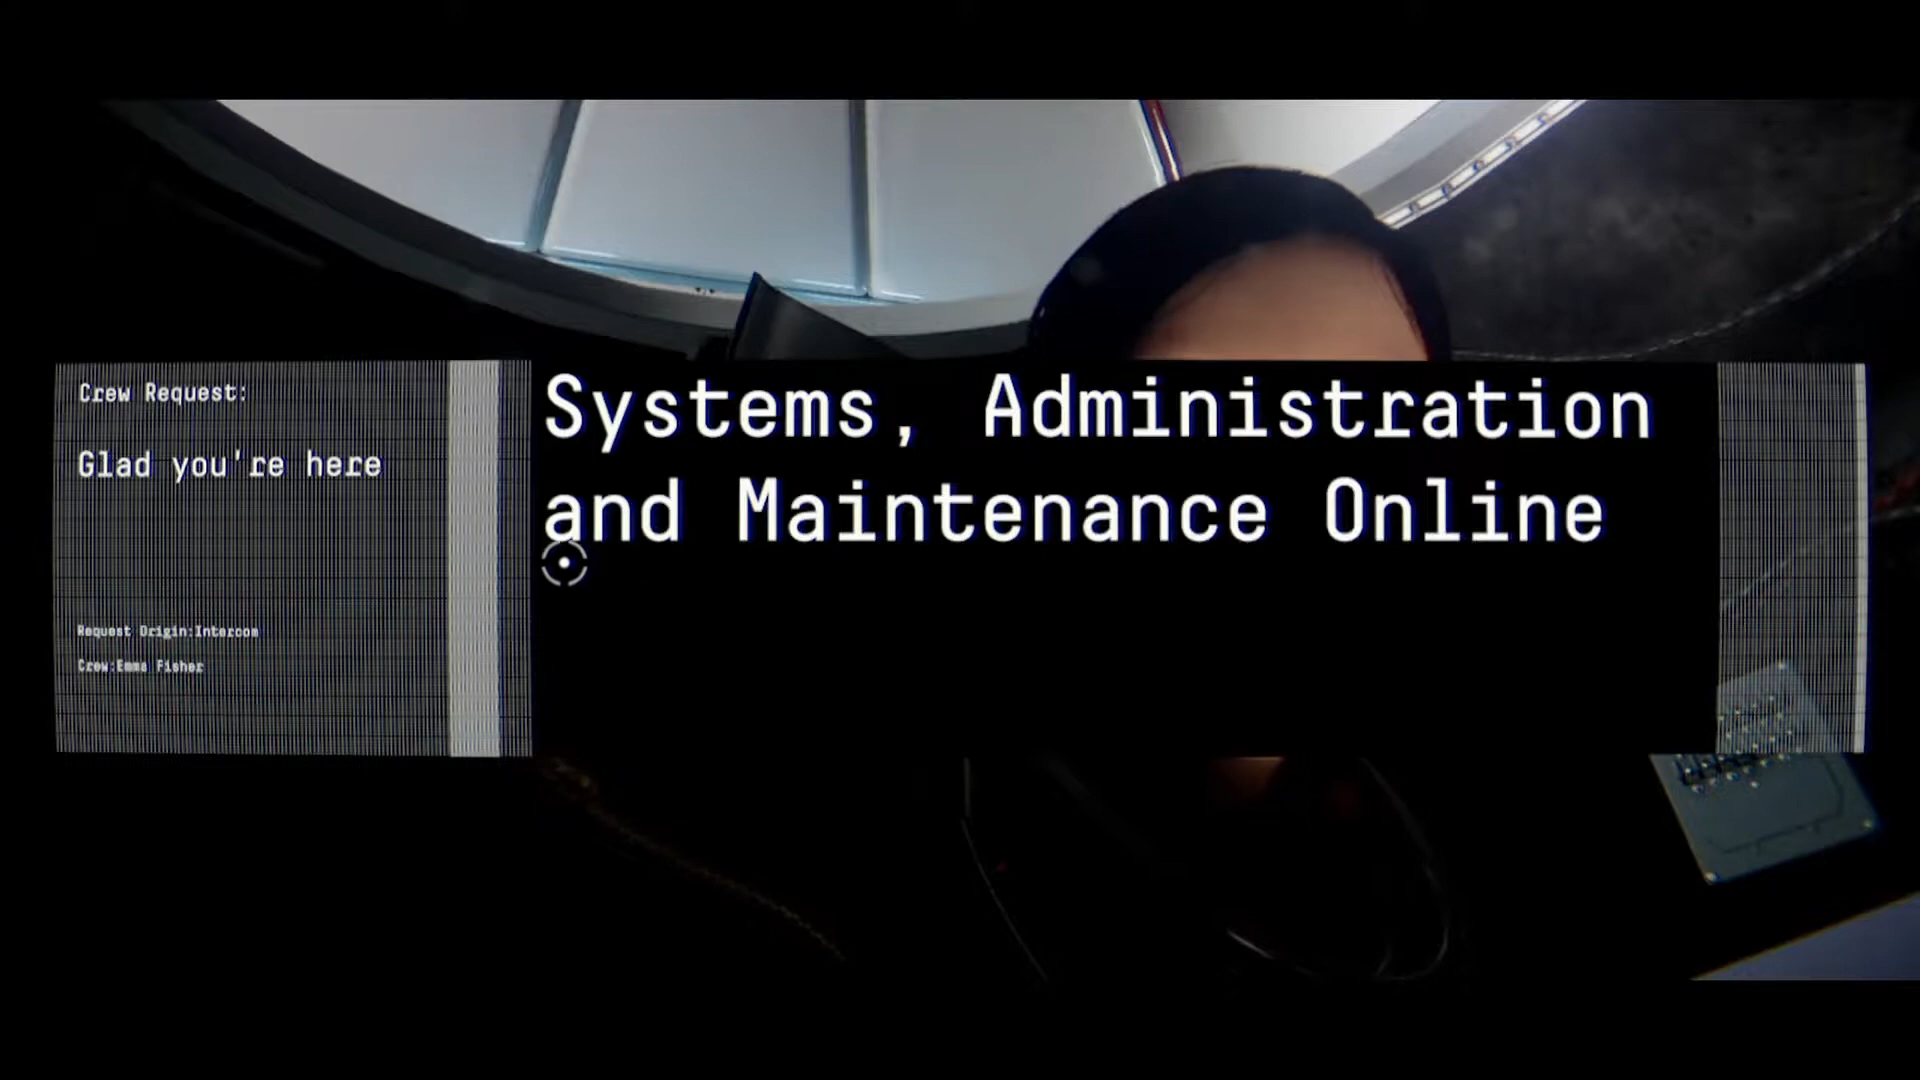 Crew Request:
Glad you're here
Request Origin:Intercom
Crew:Emma Fisher
Systems, Administration
and Maintenance Online